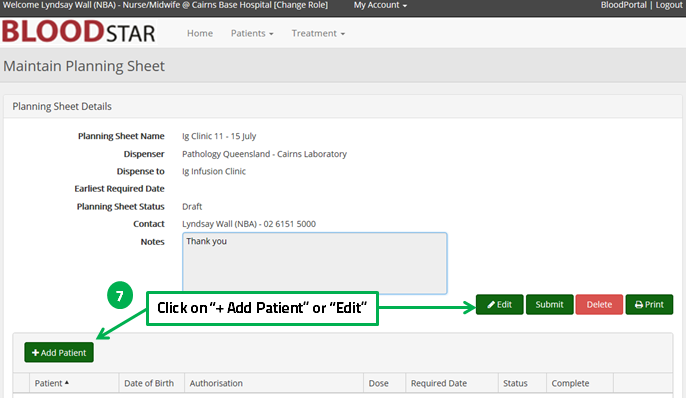 Welcome Lyndsay Wall (NBA) - Nurse/Midwife @ Cairns Base Hospital [Change Role] My Account BloodPortal | Logout
BLOODSTAR Home Patients Treatment
Maintain Planning Sheet
Planning Sheet Details
Planning Sheet Name Ig Clinic 11 - 15 July
Dispenser Pathology Queensland - Cairns Laboratory
Dispense to Ig Infusion Clinic
Earliest Required Date
Planning Sheet Status Draft
Contact Lyndsay Wall (NBA) - 02 6151 5000
Notes Thank you
Edit Submit Delete Print
7 Click on “+ Add Patient” or “Edit”
+ Add Patient
Patient Date of Birth Authorisation Dose Required Date Status Complete